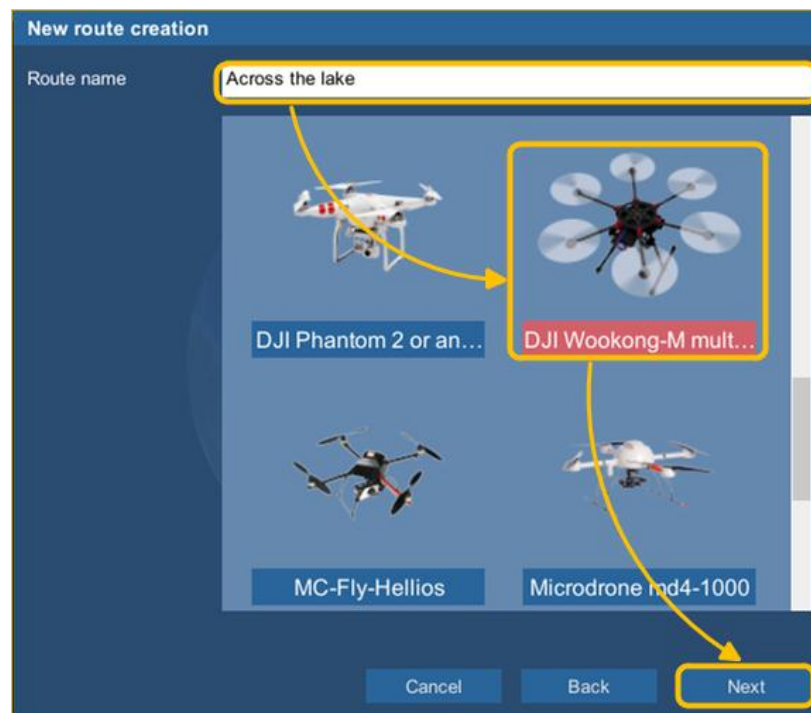 New route creation
Route name
Across the lake
DJI Phantom 2 or an...
DJI Wookong-M mult...
MC-Fly-Hellios
Microdrone md4-1000
Cancel
Back
Next